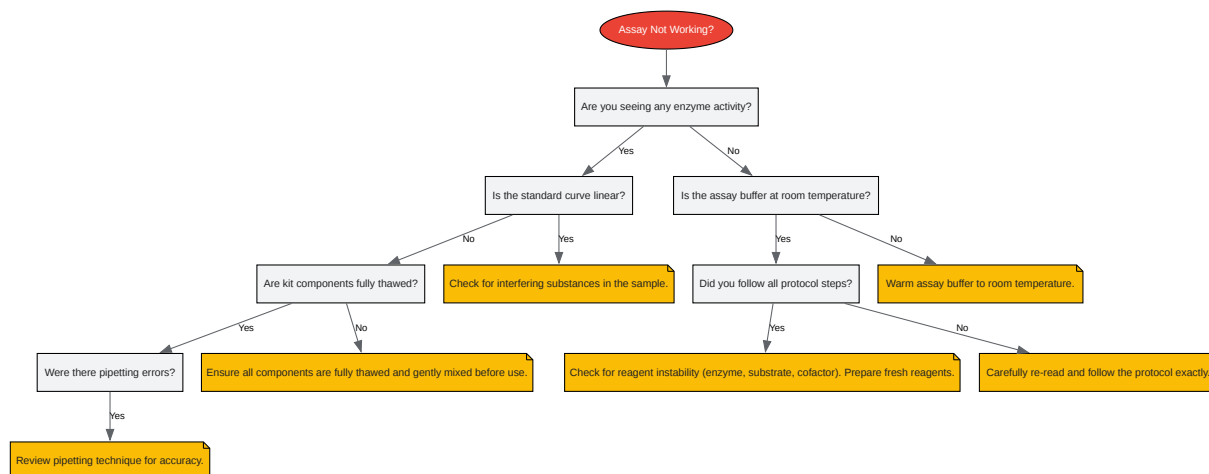 Assay Not Working?
Are you seeing any enzyme activity?
Yes
No
Is the standard curve linear?
Is the assay buffer at room temperature?
No
Yes
Yes
No
Are kit components fully thawed?
Check for interfering substances in the sample.
Did you follow all protocol steps?
Warm assay buffer to room temperature.
Yes
No
Yes
No
Were there pipetting errors?
Ensure all components are fully thawed and gently mixed before use.
Check for reagent instability (enzyme, substrate, cofactor). Prepare fresh reagents.
Carefully re-read and follow the protocol exactly.
Yes
Review pipetting technique for accuracy.